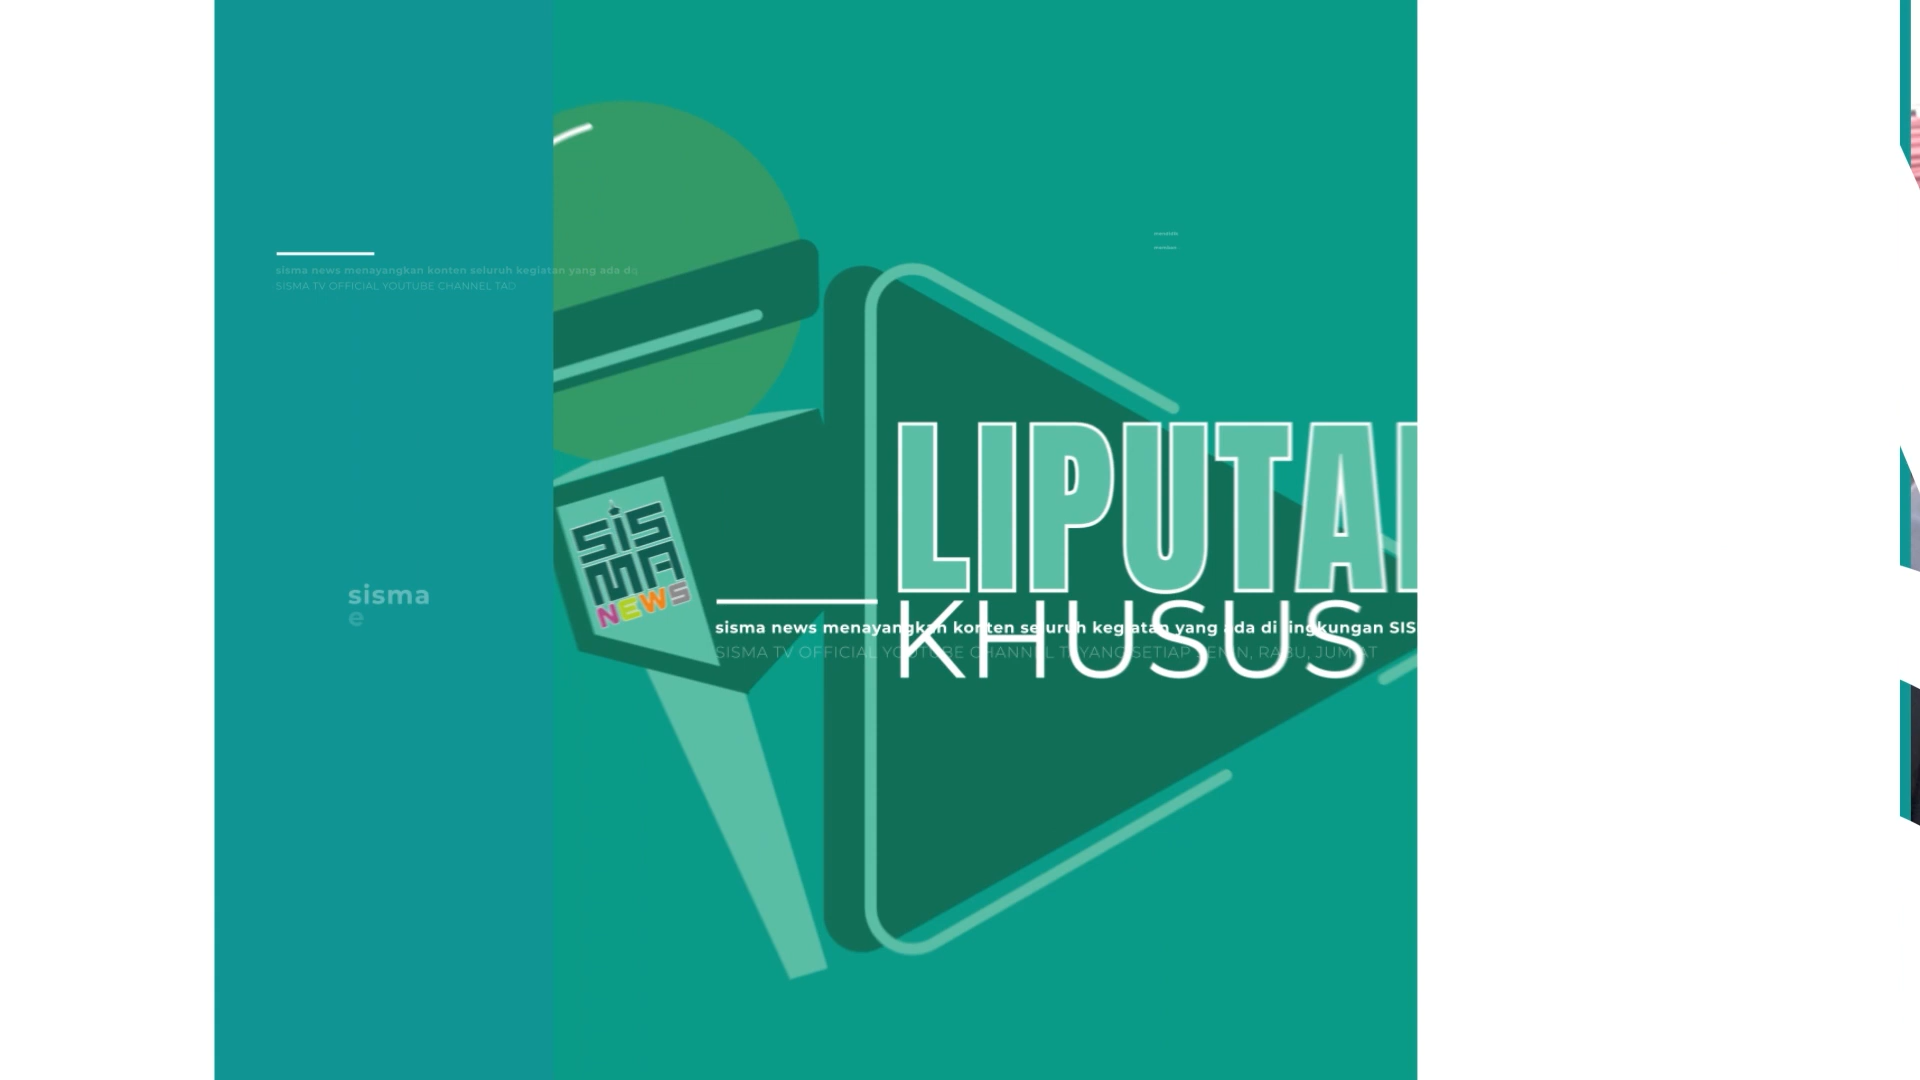 sisma news menayangkan konten seluruh kegiatan yang ada da
SISMA TV OFFICIAL YOUTUBE CHANNEL TAD
LIPUTA
KHUSUS
SIS
MA
NEWS
sisma
e
sisma news menayangkan konten seluruh kegiatan yang ada di lingkungan SIS
SISMA TV OFFICIAL YOUTUBE CHANNEL TAYANG SETIAP SENIN, RABU, JUMAT